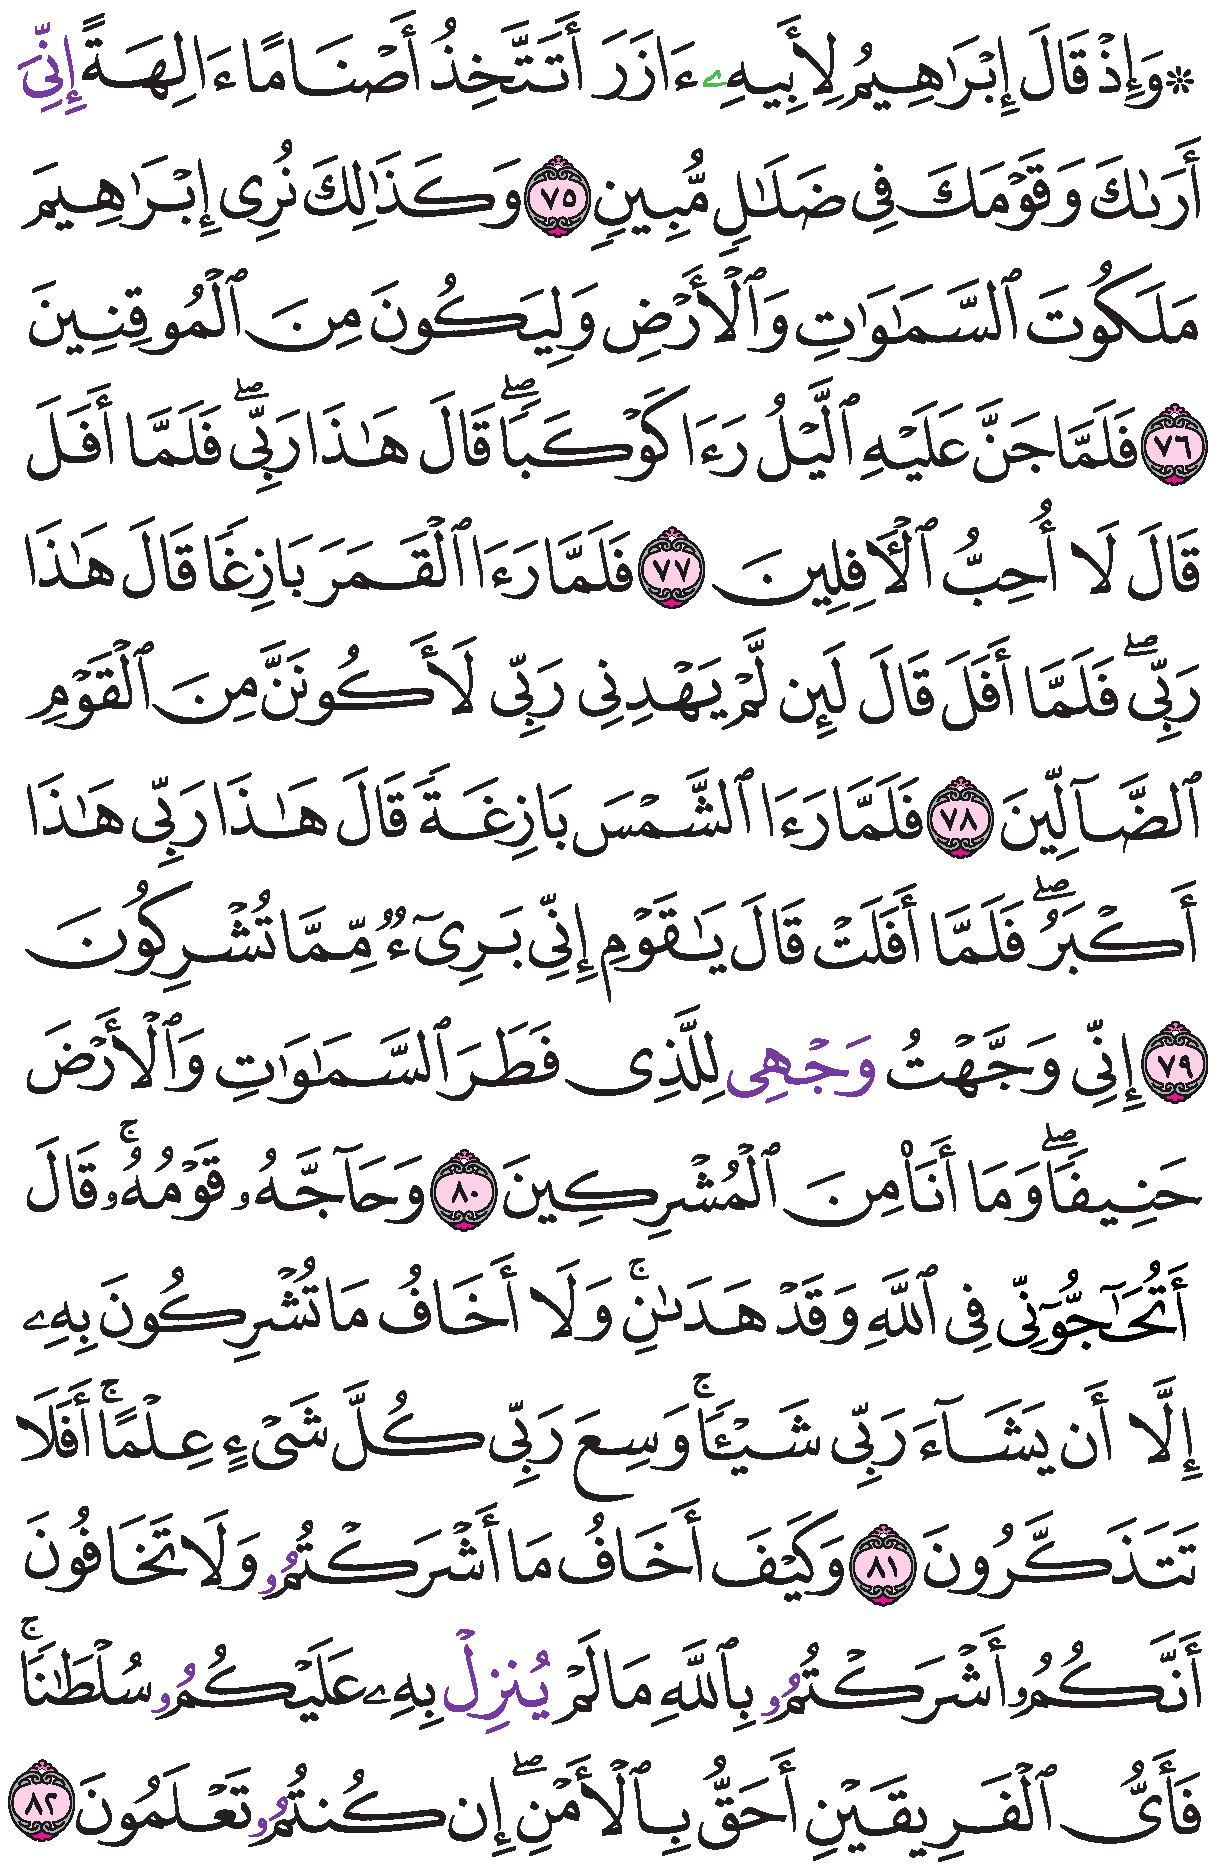 ۞ وَإِذْ قَالَ إِبْرَٰهِيمُ لِأَبِيهِۦ ءَازَرَ أَتَتَّخِذُ أَصْنَامًا ءَالِهَةً إِنِّيَ
أَرَىٰكَ وَقَوْمَكَ فِى ضَلَٰلٍ مُّبِينٍ ٧٥ وَكَذَٰلِكَ نُرِى إِبْرَٰهِيمَ
مَلَكُوتَ ٱلسَّمَٰوَٰتِ وَٱلْأَرْضِ وَلِيَكُونَ مِنَ ٱلْمُوقِنِينَ
٧٦ فَلَمَّا جَنَّ عَلَيْهِ ٱلَّيْلُ رَءَا كَوْكَبًاۖ قَالَ هَٰذَا رَبِّىۖ فَلَمَّا أَفَلَ
قَالَ لَا أُحِبُّ ٱلْأَفِلِينَ ٧٧ فَلَمَّا رَءَا ٱلْقَمَرَ بَازِغًا قَالَ هَٰذَا
رَبِّىۖ فَلَمَّا أَفَلَ قَالَ لَئِن لَّمْ يَهْدِنِى رَبِّى لَأَكُونَنَّ مِنَ ٱلْقَوْمِ
ٱلضَّآلِّينَ ٧٨ فَلَمَّا رَءَا ٱلشَّمْسَ بَازِغَةً قَالَ هَٰذَا رَبِّى هَٰذَا
أَكْبَرُۖ فَلَمَّا أَفَلَتْ قَالَ يَٰقَوْمِ إِنِّى بَرِىٓءٌ مِّمَّا تُشْرِكُونَ
٧٩ إِنِّى وَجَّهْتُ وَجْهِى لِلَّذِى فَطَرَ ٱلسَّمَٰوَٰتِ وَٱلْأَرْضَ
حَنِيفًاۖ وَمَا أَنَا۠ مِنَ ٱلْمُشْرِكِينَ ٨٠ وَحَآجَّهُۥ قَوْمُهُۥۚ قَالَ
أَتُحَٰٓجُّوٓنِّى فِى ٱللَّهِ وَقَدْ هَدَىٰنِۚ وَلَا أَخَافُ مَا تُشْرِكُونَ بِهِۦ
إِلَّا أَن يَشَآءَ رَبِّى شَيْـًٔاۚ وَسِعَ رَبِّى كُلَّ شَىْءٍ عِلْمًاۚ أَفَلَا
تَتَذَكَّرُونَ ٨١ وَكَيْفَ أَخَافُ مَا أَشْرَكْتُمُۥ وَلَا تَخَافُونَ
أَنَّكُمُۥ أَشْرَكْتُمُۥ بِٱللَّهِ مَا لَمْ يُنزِلْ بِهِۦ عَلَيْكُمُۥ سُلْطَٰنًاۚ
فَأَىُّ ٱلْفَرِيقَيْنِ أَحَقُّ بِٱلْأَمْنِۖ إِن كُنتُمُۥ تَعْلَمُونَ ٨٢